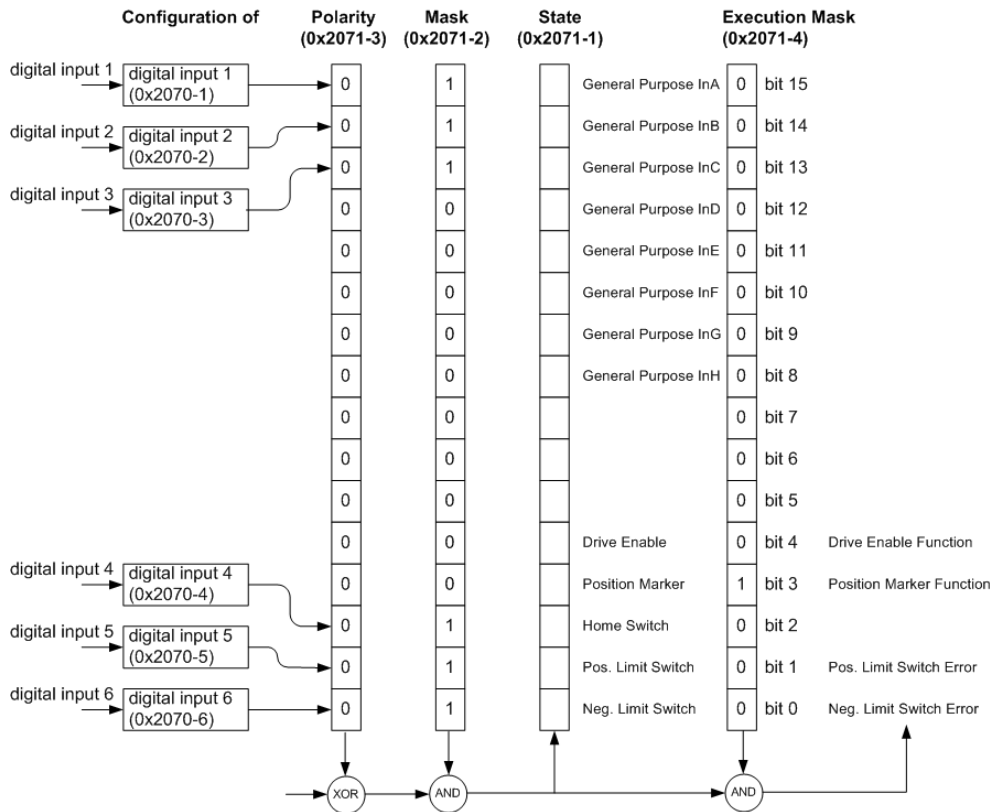 Configuration of
Polarity
(0x2071-3)
Mask
(0x2071-2)
State
(0x2071-1)
Execution Mask
(0x2071-4)
digital input 1
digital input 1
(0x2070-1)
0
1
General Purpose InA
0
bit 15
digital input 2
digital input 2
(0x2070-2)
0
1
General Purpose InB
0
bit 14
digital input 3
digital input 3
(0x2070-3)
0
1
General Purpose InC
0
bit 13
0
0
General Purpose InD
0
bit 12
0
0
General Purpose InE
0
bit 11
0
0
General Purpose InF
0
bit 10
0
0
General Purpose InG
0
bit 9
0
0
General Purpose InH
0
bit 8
0
0
0
bit 7
0
0
0
bit 6
0
0
0
bit 5
0
0
Drive Enable
0
bit 4
Drive Enable Function
digital input 4
digital input 4
(0x2070-4)
0
0
Position Marker
1
bit 3
Position Marker Function
0
1
Home Switch
0
bit 2
digital input 5
digital input 5
(0x2070-5)
0
1
Pos. Limit Switch
0
bit 1
Pos. Limit Switch Error
digital input 6
digital input 6
(0x2070-6)
0
1
Neg. Limit Switch
0
bit 0
Neg. Limit Switch Error
XOR
AND
AND